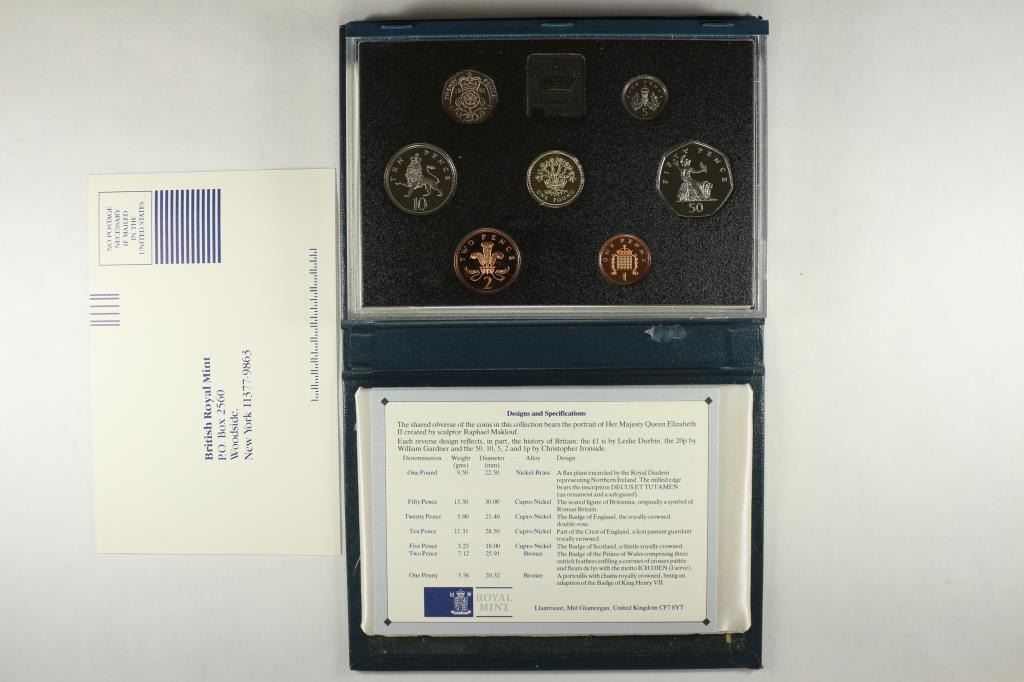 TWENTY PENCE
20
5
TEN PENCE
10
ONE POUND
FIFTY PENCE
50
TWO PENCE
2
ONE PENNY
1
NO POSTAGE
NECESSARY
IF MAILED
IN THE
UNITED STATES
British Royal Mint
P.O. Box 2560
Woodside,
New York 11377-9863
Designs and Specifications
The shared obverse of the coins in this collection bears the portrait of Her Majesty Queen Elizabeth
II created by sculptor Raphael Maklouf.
Each reverse design reflects, in part, the history of Britain: the £1 is by Leslie Durbin, the 20p by
William Gardner and the 50, 10, 5, 2 and 1p by Christopher Ironside.
Denomination Weight Diameter Alloy Design
(gms) (mm)
One Pound 9.50 22.50 Nickel-Brass A flax plant encircled by the Royal Diadem
representing Northern Ireland. The milled edge
bears the inscription DECUS ET TUTAMEN
(an ornament and a safeguard).
Fifty Pence 13.50 30.00 Cupro-Nickel The seated figure of Britannia, originally a symbol of
Roman Britain.
Twenty Pence 5.00 21.40 Cupro-Nickel The Badge of England, the royally crowned
double-rose.
Ten Pence 11.31 28.50 Cupro-Nickel Part of the Crest of England, a lion passant guardant
royally crowned.
Five Pence 3.25 18.00 Cupro-Nickel The Badge of Scotland, a thistle royally crowned.
Two Pence 7.12 25.91 Bronze The Badge of the Prince of Wales comprising three
ostrich feathers enfiling a coronet of crosses pattée
and fleurs de lys with the motto ICH DIEN (I serve).
One Penny 3.56 20.32 Bronze A portcullis with chains royally crowned, being an
adaption of the Badge of King Henry VII.
ROYAL
MINT
Llantrisant, Mid Glamorgan, United Kingdom CF7 8YT